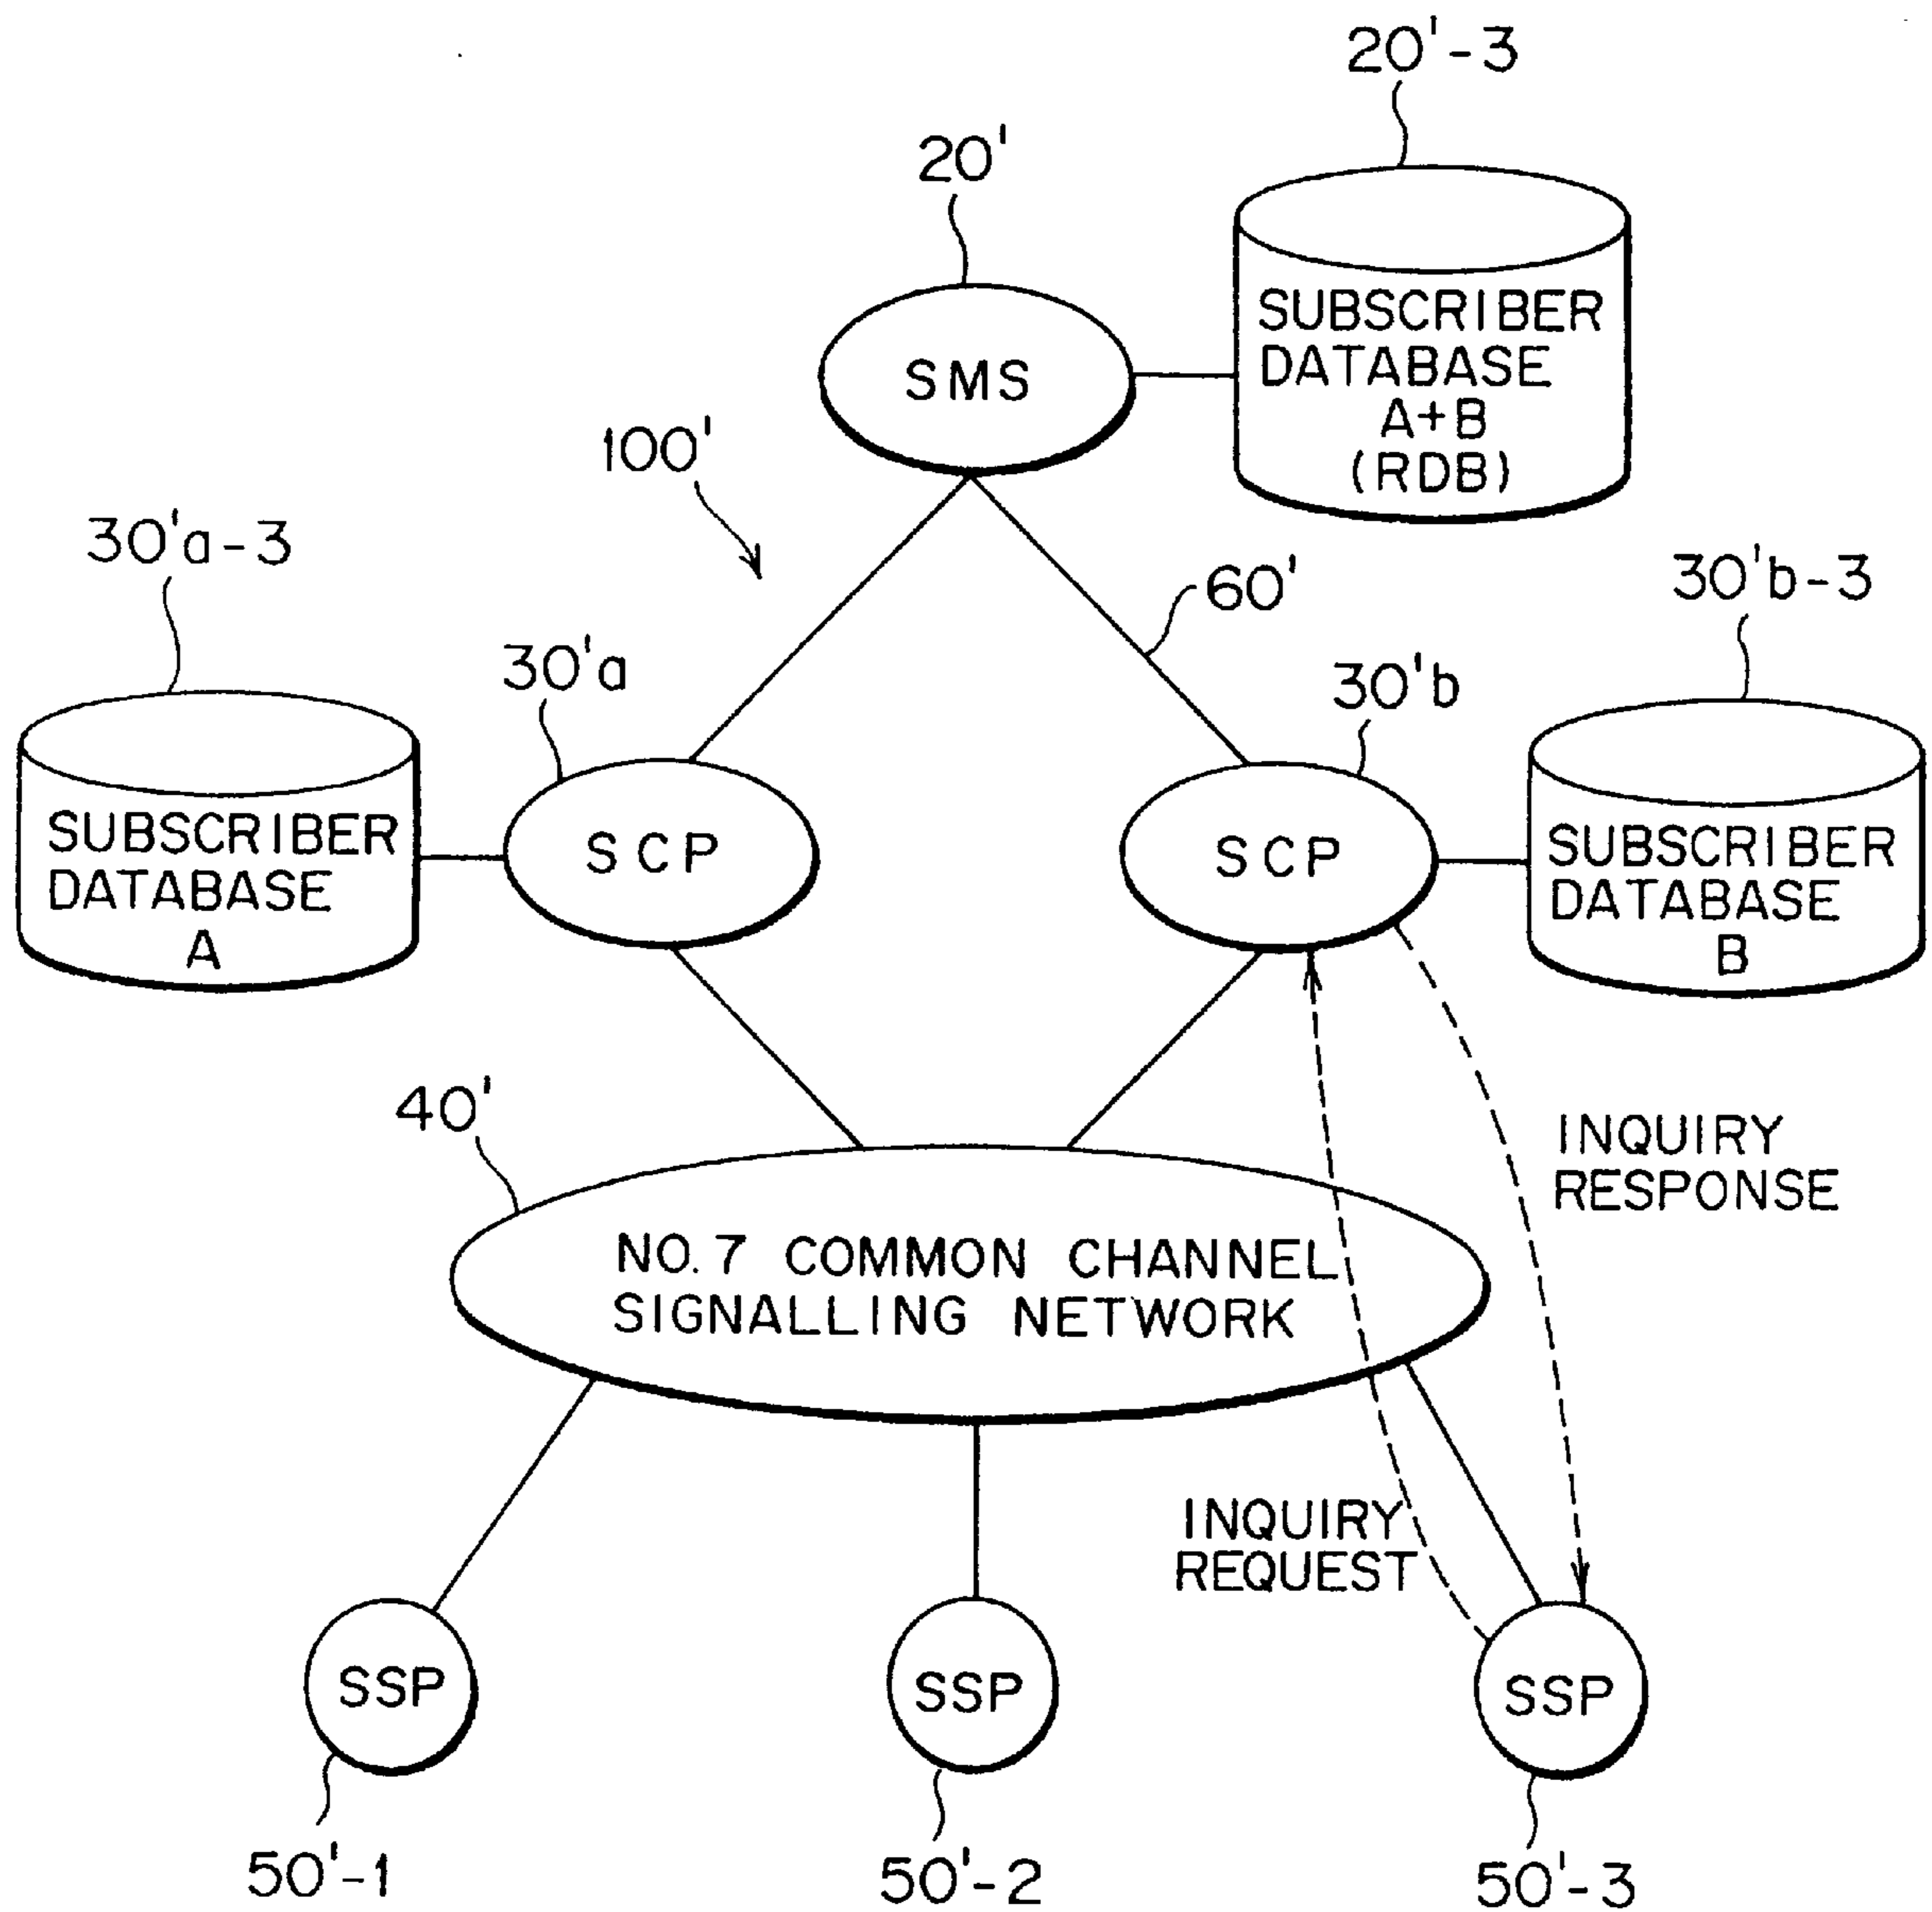 20'-3
20'
SUBSCRIBER
DATABASE
A+B
(RDB)
SMS
100'
30'a-3
60'
30'b-3
30'a
30'b
SUBSCRIBER
DATABASE
A
SCP
SCP
SUBSCRIBER
DATABASE
B
40'
INQUIRY
RESPONSE
NO. 7 COMMON CHANNEL
SIGNALLING NETWORK
INQUIRY
REQUEST
SSP
SSP
SSP
50'-1
50'-2
50'-3